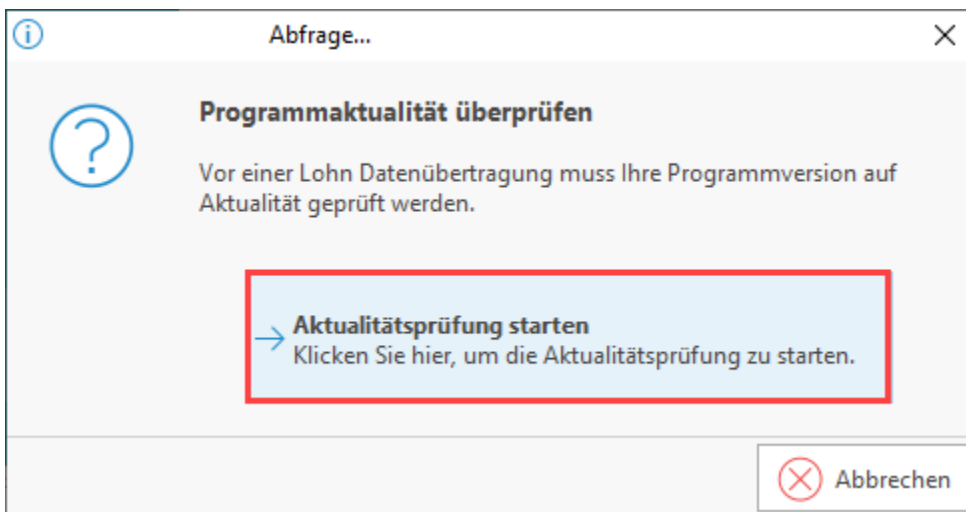 Abfrage...
Programmaktualität überprüfen
Vor einer Lohn Datenübertragung muss Ihre Programmversion auf
Aktualität geprüft werden.
Aktualitätsprüfung starten
Klicken Sie hier, um die Aktualitätsprüfung zu starten.
Abbrechen